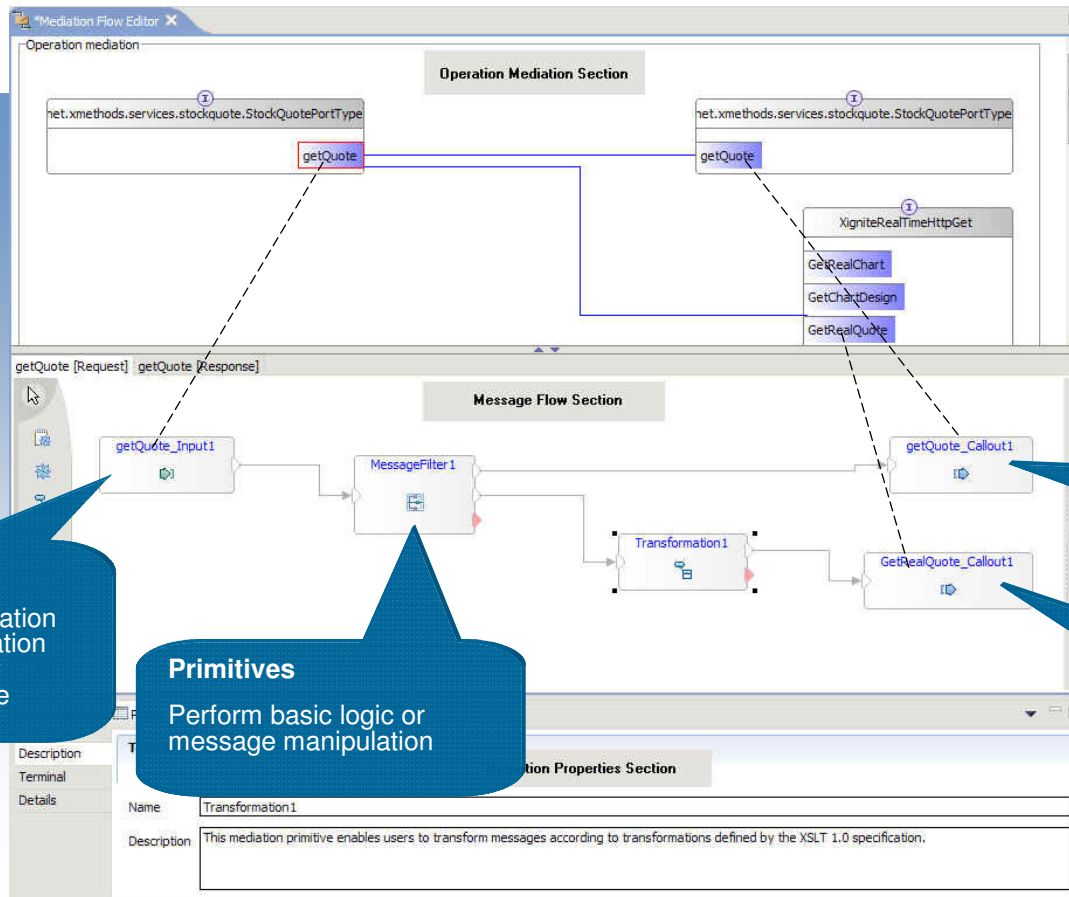 *Mediation Flow Editor
Operation mediation
Operation Mediation Section
net.xmethods.services.stockquote.StockQuotePortType
getQuote
net.xmethods.services.stockquote.StockQuotePortType
getQuote
XigniteRealTimeHttpGet
GetRealChart
GetChartDesign
GetRealQuote
getQuote [Request] getQuote [Response]
Message Flow Section
getQuote_Input1
MessageFilter1
getQuote_Callout1
Transformation1
GetRealQuote_Callout1
Primitives
Perform basic logic or
message manipulation
Properties Section
Description
Terminal
Details
Name Transformation1
Description This mediation primitive enables users to transform messages according to transformations defined by the XSLT 1.0 specification.